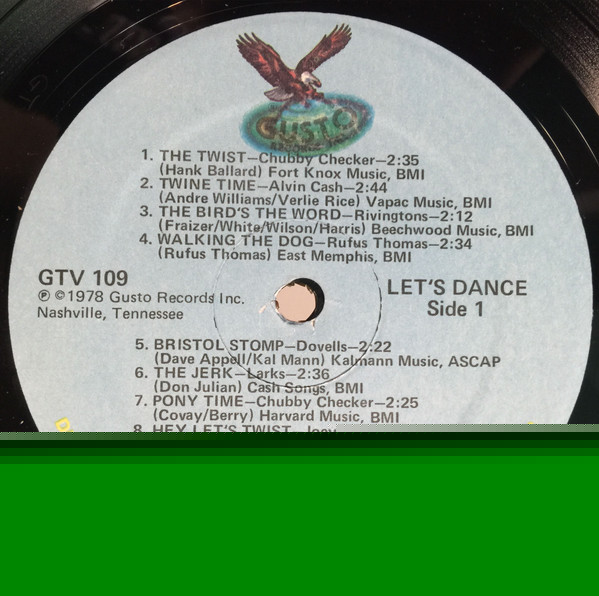 GUSTO
1. THE TWIST—Chubby Checker—2:35
(Hank Ballard) Fort Knox Music, BMI
2. TWINE TIME—Alvin Cash—2:44
(Andre Williams/Verlie Rice) Vapac Music, BMI
3. THE BIRD'S THE WORD—Rivingtons—2:12
(Fraizer/White/Wilson/Harris) Beechwood Music, BMI
4. WALKING THE DOG—Rufus Thomas—2:34
(Rufus Thomas) East Memphis, BMI
GTV 109
℗ ©1978 Gusto Records Inc.
Nashville, Tennessee
LET'S DANCE
Side 1
5. BRISTOL STOMP—Dovells—2:22
(Dave Appell/Kal Mann) Kalmann Music, ASCAP
6. THE JERK—Larks—2:36
(Don Julian) Cash Songs, BMI
7. PONY TIME—Chubby Checker—2:25
(Covay/Berry) Harvard Music, BMI
8. HEY LET'S TWIST—Joey